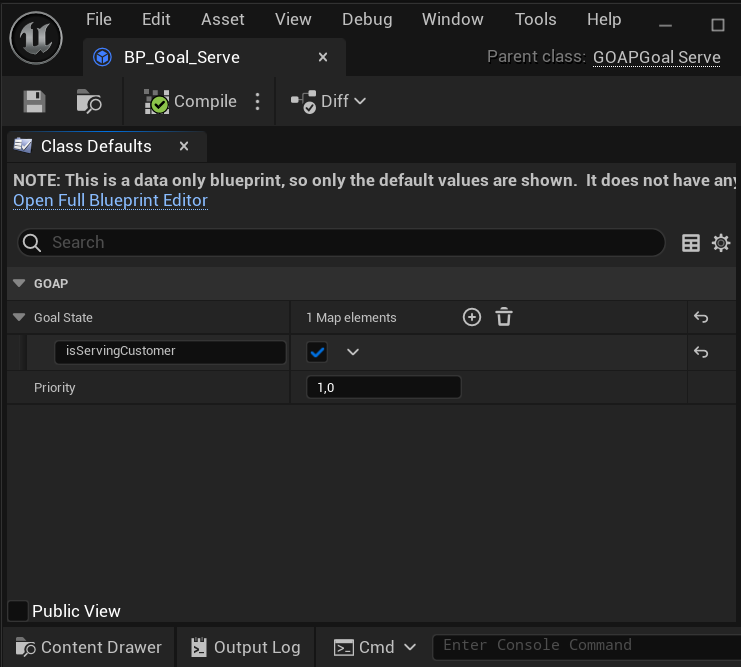 File Edit Asset View Debug Window Tools Help
BP_Goal_Serve
Parent class: GOAPGoal Serve
Compile Diff
Class Defaults
NOTE: This is a data only blueprint, so only the default values are shown. It does not have any
Open Full Blueprint Editor
Search
GOAP
Goal State 1 Map elements
isServingCustomer
Priority 1,0
Public View
Content Drawer Output Log Cmd Enter Console Command